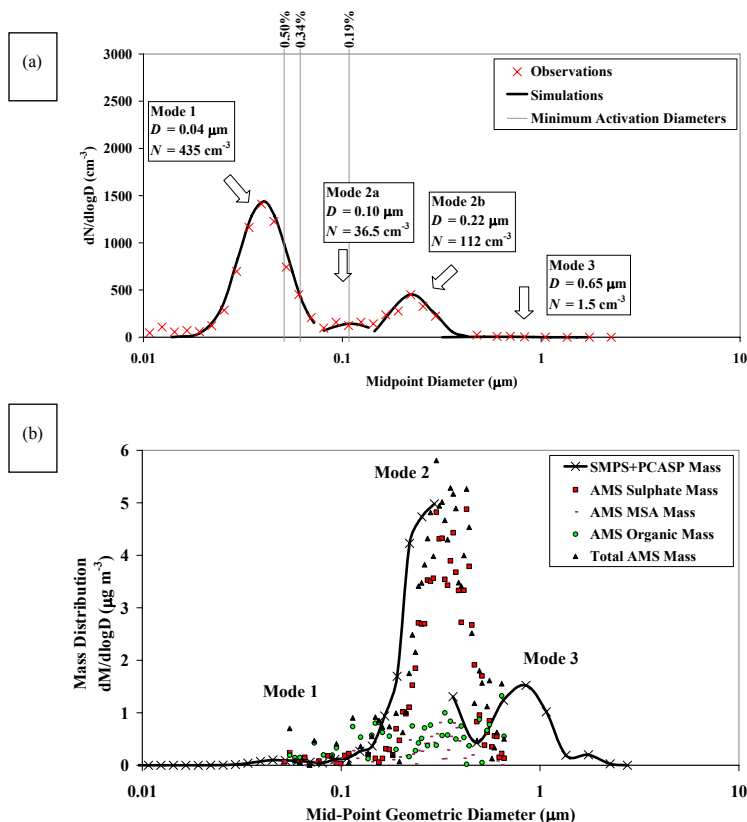 (a)
0.50%
0.34%
0.19%
3000
2500
2000
1500
1000
500
0
dN/dlogD (cm-3)
Observations
Simulations
Minimum Activation Diameters
Mode 1
D = 0.04 µm
N = 435 cm-3
Mode 2a
D = 0.10 µm
N = 36.5 cm-3
Mode 2b
D = 0.22 µm
N = 112 cm-3
Mode 3
D = 0.65 µm
N = 1.5 cm-3
0.01
0.1
1
10
Midpoint Diameter (µm)
(b)
6
5
4
3
2
1
0
Mass Distribution
dM/dlogD (µg m-3)
SMPS+PCASP Mass
AMS Sulphate Mass
AMS MSA Mass
AMS Organic Mass
Total AMS Mass
Mode 2
Mode 1
Mode 3
0.01
0.1
1
10
Mid-Point Geometric Diameter (µm)